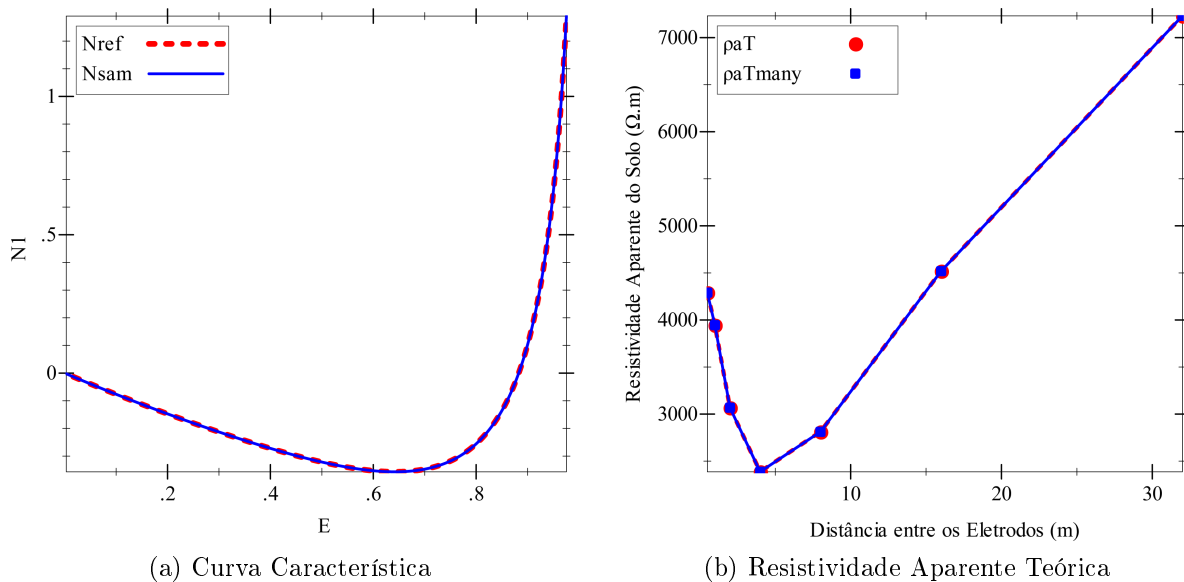 Nref
Nsam
1
.5
0
N1
.2
.4
.6
.8
E
(a) Curva Característica
ρaT
ρaTmany
7000
6000
5000
4000
3000
Resistividade Aparente do Solo (Ω.m)
10
20
30
Distância entre os Eletrodos (m)
(b) Resistividade Aparente Teórica